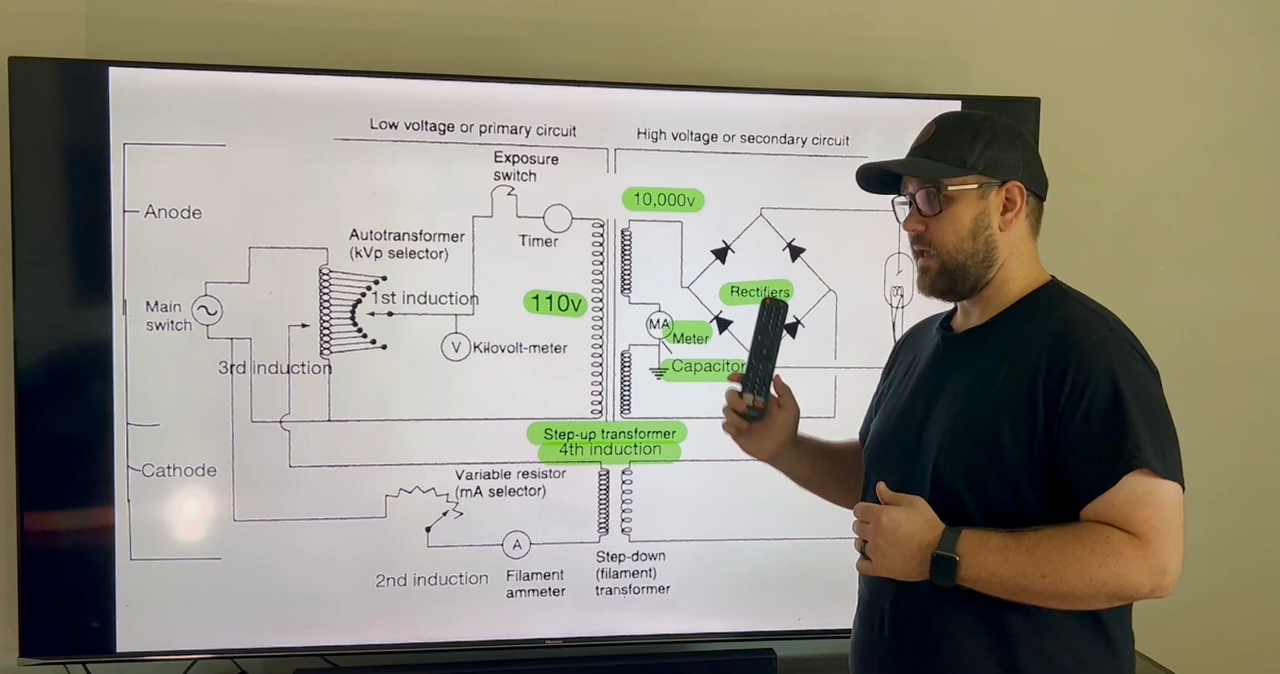 Low voltage or primary circuit
High voltage or secondary circuit
Exposure
switch
10,000v
Anode
Timer
Autotransformer
(kVp selector)
Rectifiers
1st induction
110v
Main
switch
MA
Meter
V
Kilovolt-meter
3rd induction
Capacitor
Step-up transformer
4th induction
Cathode
Variable resistor
(mA selector)
A
Step-down
(filament)
transformer
2nd induction
Filament
ammeter